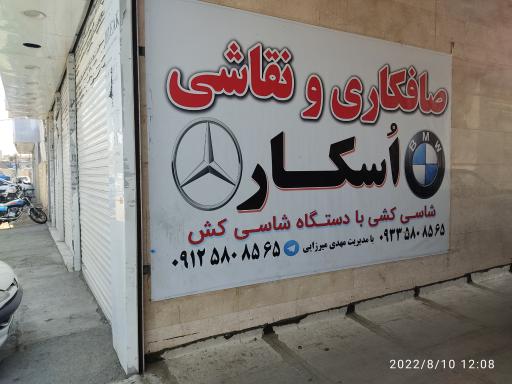 صافکاری و نقاشی
اُسکار
BMW
شاسی کشی با دستگاه شاسی کش
۰۹۳۳ ۵۸۰ ۸۵ ۶۵ با مدیریت مهدی میرزایی ۰۹۱۲ ۵۸۰ ۸۵ ۶۵
2022/8/10 12:08